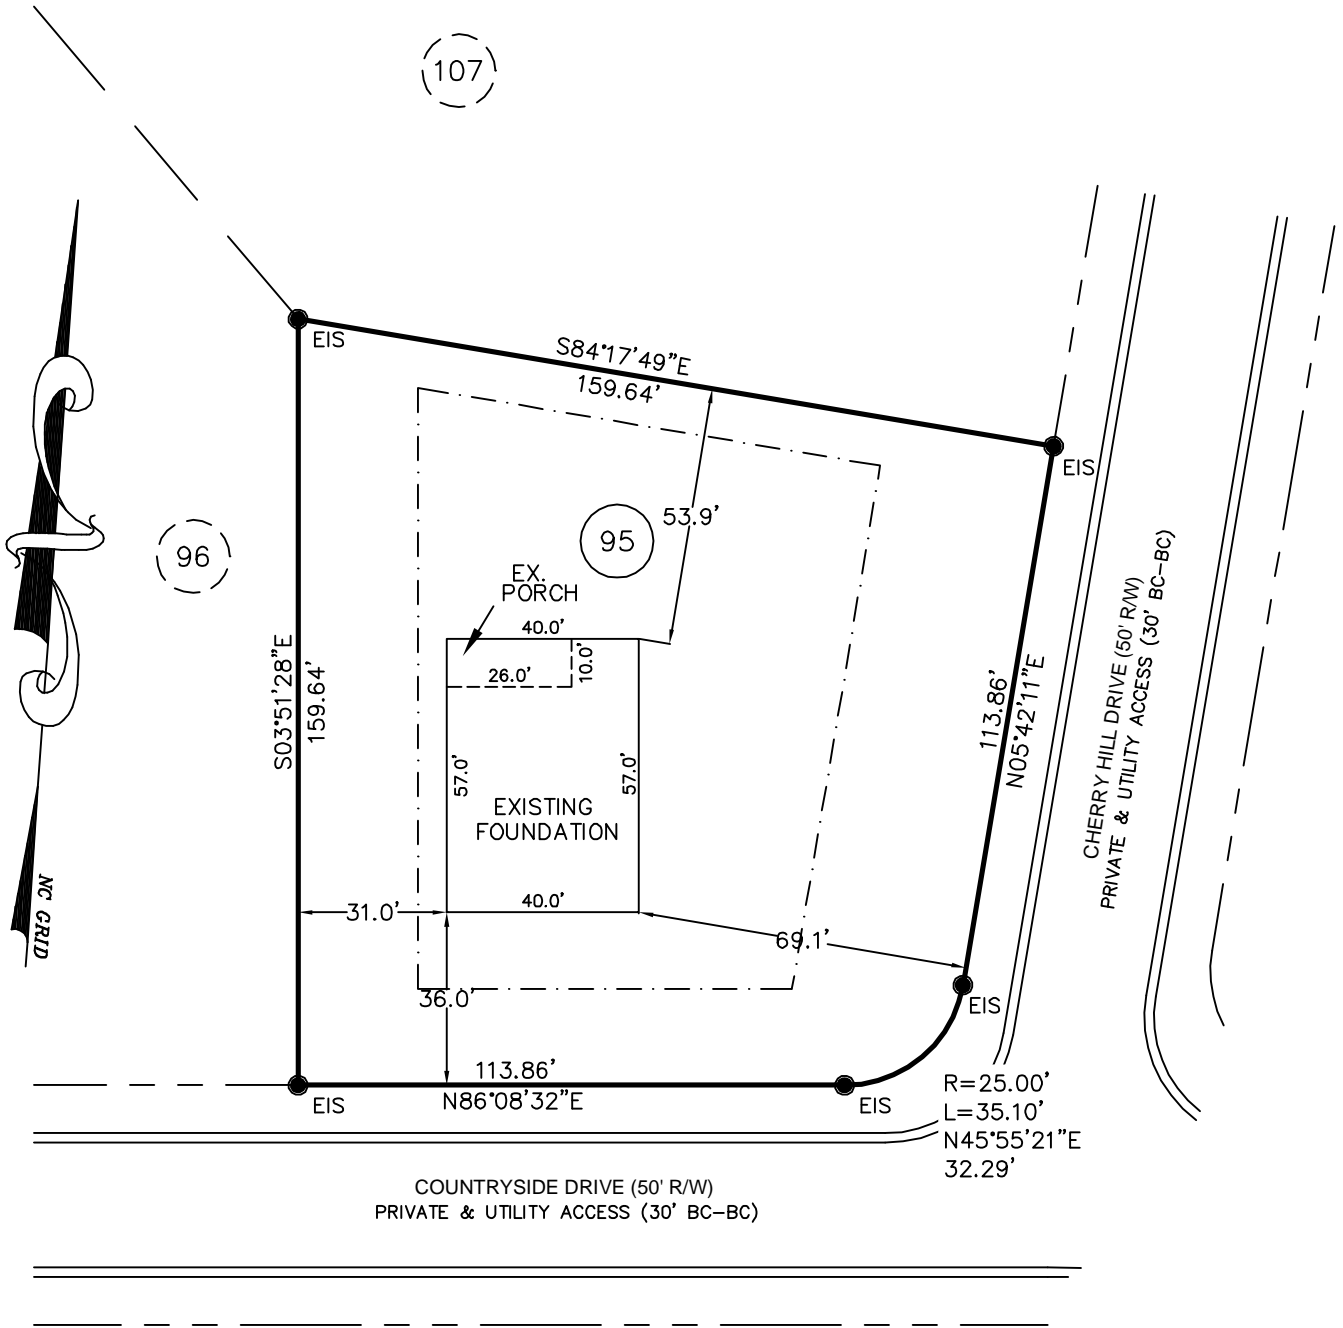 107
EIS
S84°17'49"E
159.64'
EIS
53.9'
95
96
EX.
PORCH
40.0'
10.0'
26.0'
S03°51'28"E
159.64'
57.0'
57.0'
EXISTING
FOUNDATION
113.86'
N05°42'11"E
CHERRY HILL DRIVE (50' R/W)
PRIVATE & UTILITY ACCESS (30' BC-BC)
NC GRID
31.0'
40.0'
69.1'
36.0'
EIS
113.86'
N86°08'32"E
EIS
EIS
R=25.00'
L=35.10'
N45°55'21"E
32.29'
COUNTRYSIDE DRIVE (50' R/W)
PRIVATE & UTILITY ACCESS (30' BC-BC)